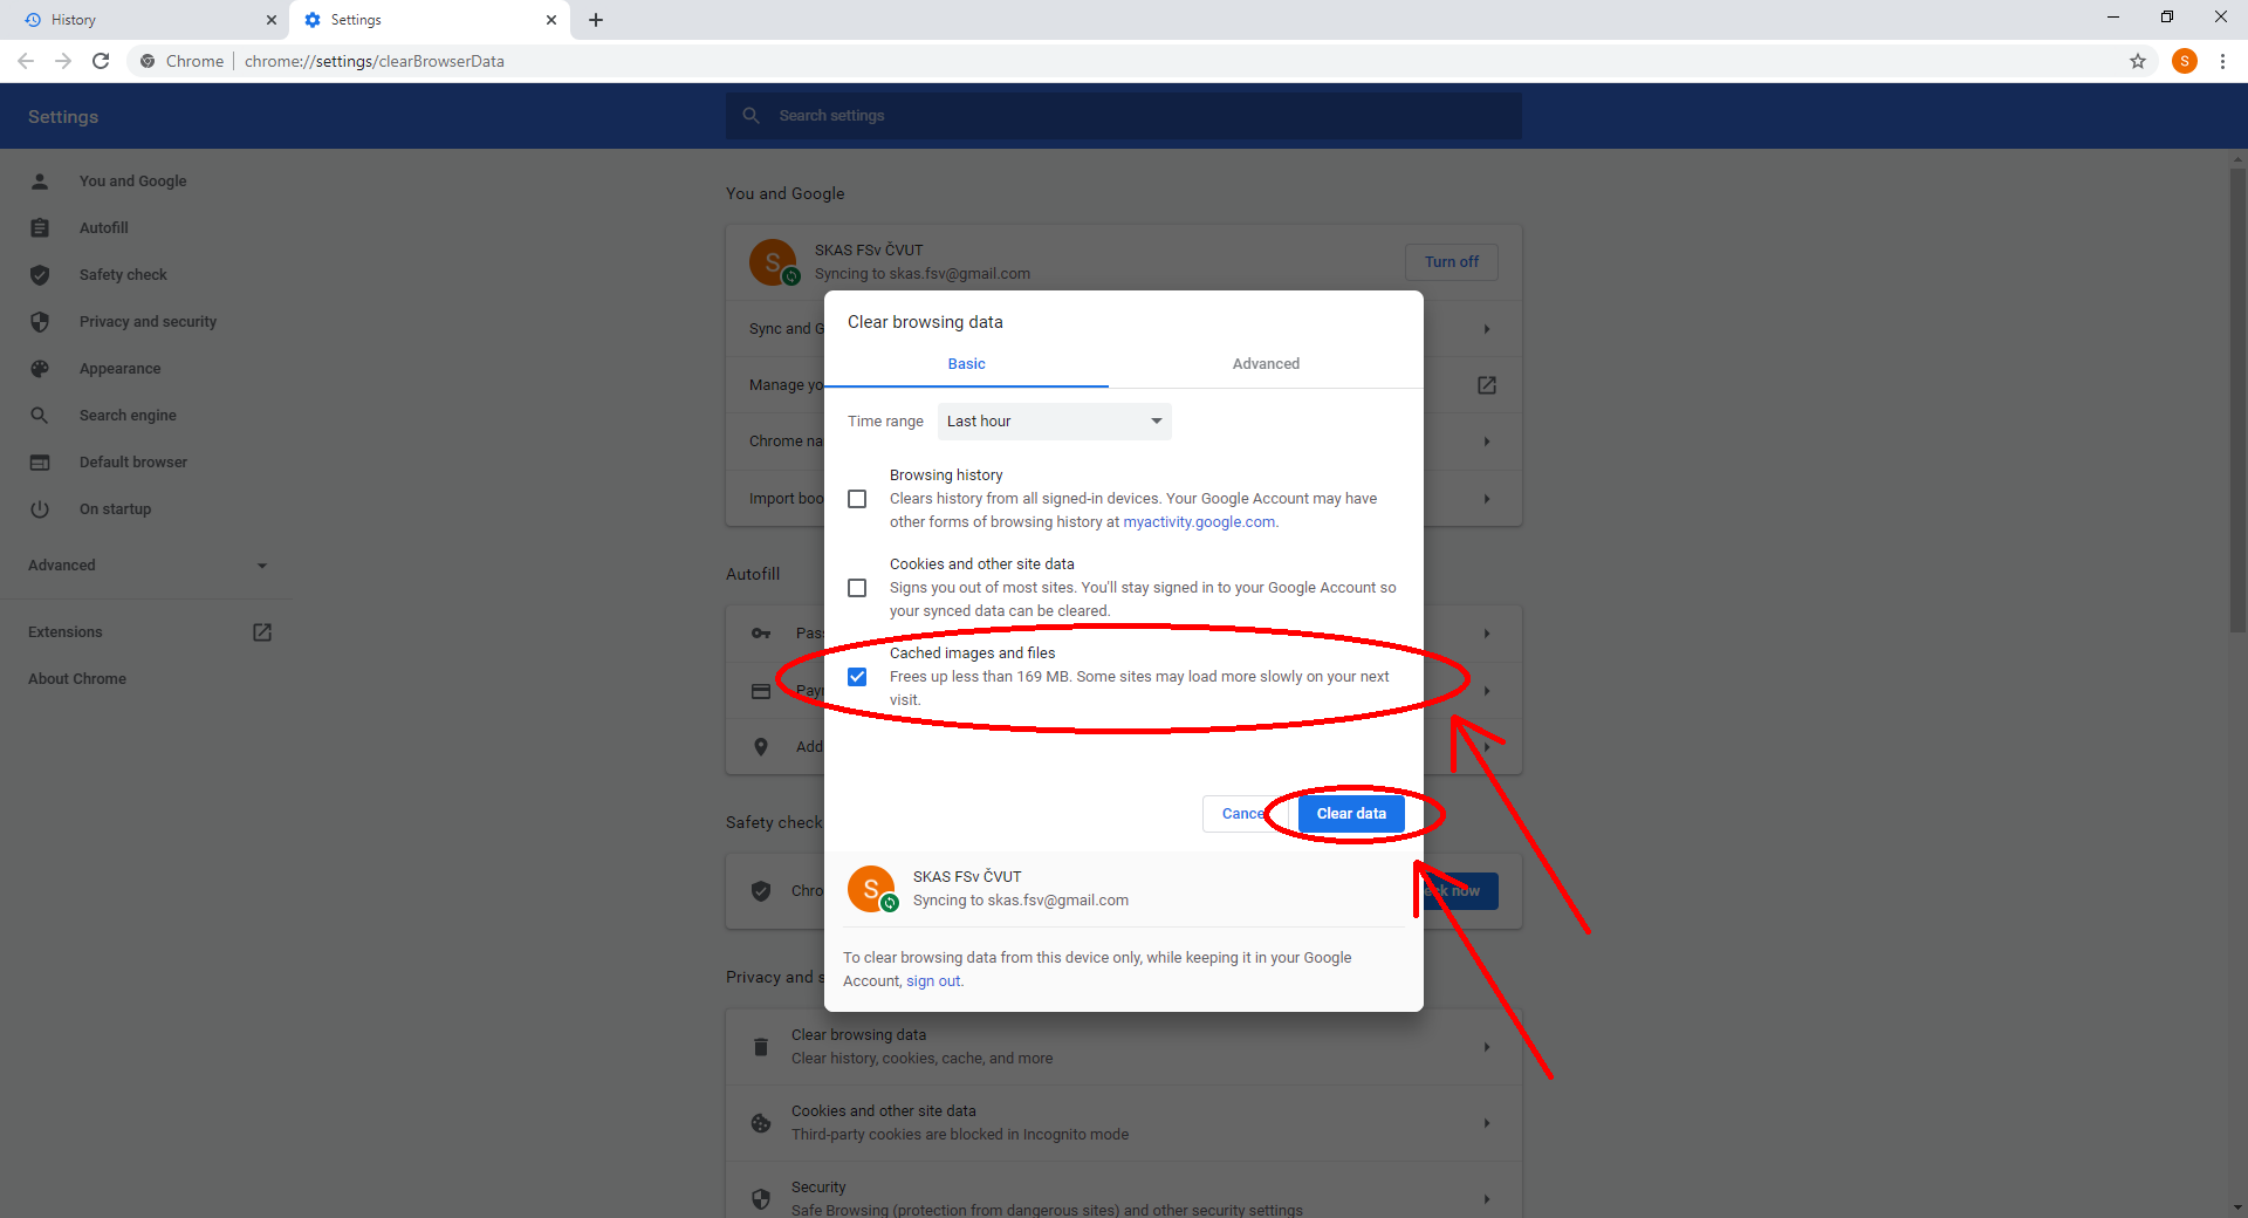 History
Settings
Chrome
chrome://settings/clearBrowserData
S
Settings
Search settings
You and Google
Autofill
Safety check
Privacy and security
Appearance
Search engine
Default browser
On startup
Advanced
Extensions
About Chrome
You and Google
S
SKAS FSv ČVUT
Syncing to skas.fsv@gmail.com
Turn off
Sync and G
Manage yo
Chrome na
Import boo
Autofill
Pas
Pay
Add
Safety check
Chro
eck now
Privacy and s
Clear browsing data
Basic
Advanced
Time range
Last hour
Browsing history
Clears history from all signed-in devices. Your Google Account may have
other forms of browsing history at myactivity.google.com.
Cookies and other site data
Signs you out of most sites. You'll stay signed in to your Google Account so
your synced data can be cleared.
Cached images and files
Frees up less than 169 MB. Some sites may load more slowly on your next
visit.
Cance
Clear data
S
SKAS FSv ČVUT
Syncing to skas.fsv@gmail.com
To clear browsing data from this device only, while keeping it in your Google
Account, sign out.
Clear browsing data
Clear history, cookies, cache, and more
Cookies and other site data
Third-party cookies are blocked in Incognito mode
Security
Safe Browsing (protection from dangerous sites) and other security settings